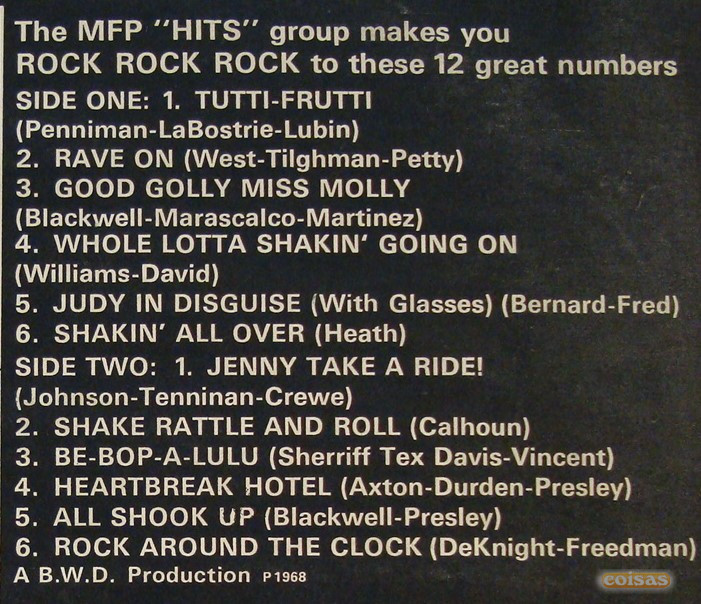 The MFP "HITS" group makes you
ROCK ROCK ROCK to these 12 great numbers
SIDE ONE: 1. TUTTI-FRUTTI
(Penniman-LaBostrie-Lubin)
2. RAVE ON (West-Tilghman-Petty)
3. GOOD GOLLY MISS MOLLY
(Blackwell-Marascalco-Martinez)
4. WHOLE LOTTA SHAKIN' GOING ON
(Williams-David)
5. JUDY IN DISGUISE (With Glasses) (Bernard-Fred)
6. SHAKIN' ALL OVER (Heath)
SIDE TWO: 1. JENNY TAKE A RIDE!
(Johnson-Tenninan-Crewe)
2. SHAKE RATTLE AND ROLL (Calhoun)
3. BE-BOP-A-LULU (Sherriff Tex Davis-Vincent)
4. HEARTBREAK HOTEL (Axton-Durden-Presley)
5. ALL SHOOK UP (Blackwell-Presley)
6. ROCK AROUND THE CLOCK (DeKnight-Freedman)
A B.W.D. Production P1968
coisas